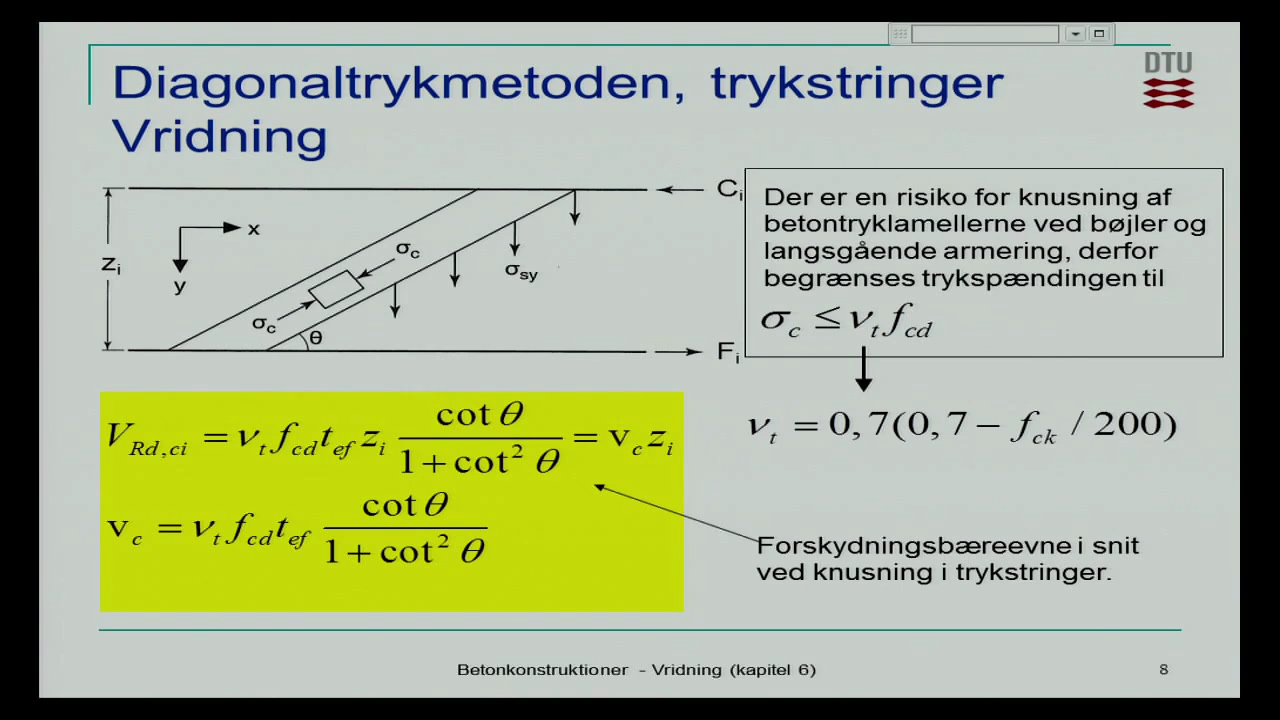 DTU
Diagonaltrykmetoden, trykstringer
Vridning
C_i
x
σ_c
z_i
y
σ_sy
σ_c
θ
F_i
Der er en risiko for knusning af
betontryklamellerne ved bøjler og
langsgående armering, derfor
begrænses trykspændingen til
σ_c ≤ ν_t f_cd
ν_t = 0,7(0,7 − f_ck / 200)
V_Rd,ci = ν_t f_cd t_ef z_i cot θ / (1 + cot² θ) = v_c z_i
v_c = ν_t f_cd t_ef cot θ / (1 + cot² θ)
Forskydningsbæreevne i snit
ved knusning i trykstringer.
Betonkonstruktioner - Vridning (kapitel 6)
8